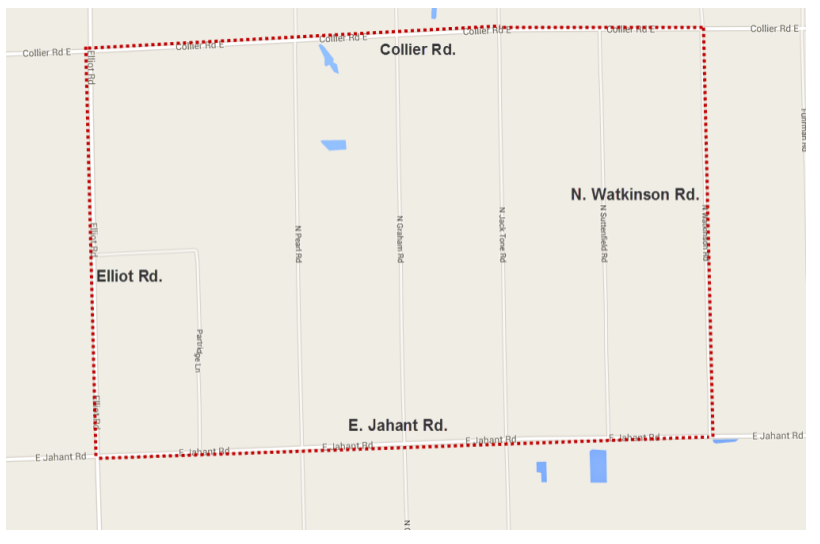 Collier Rd E
Collier Rd E
Collier Rd E
Collier Rd E
Collier Rd E
Collier Rd E
Collier Rd.
Elliot Rd
N. Watkinson Rd.
Elliot Rd
N Pearl Rd
N Graham Rd
N Jack Tone Rd
N Suttenfield Rd
N Watkinson Rd
Elliot Rd.
Partridge Ln
Elliot Rd
E. Jahant Rd.
E Jahant Rd
E Jahant Rd
E Jahant Rd
E Jahant Rd
E Jahant Rd
E Jahant Rd